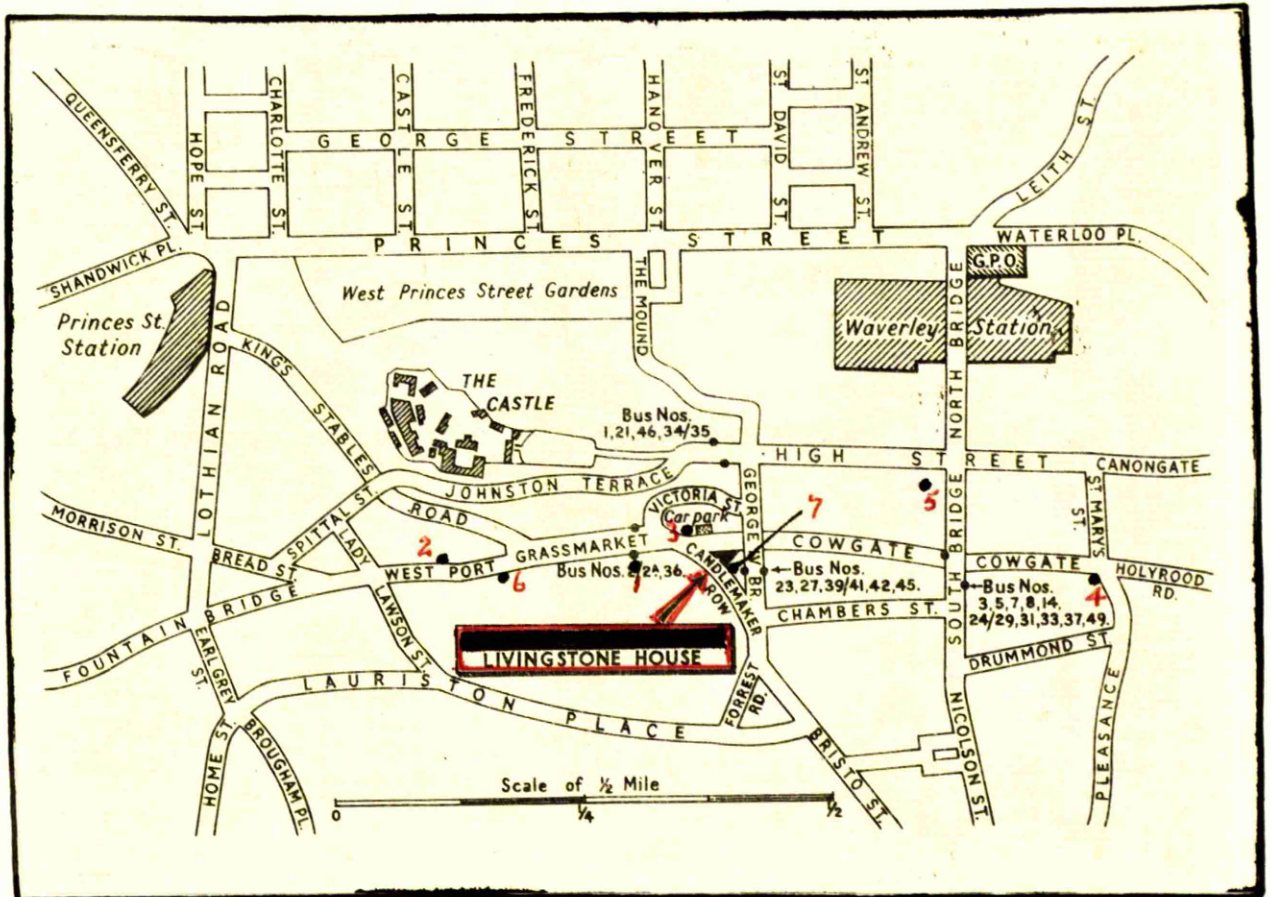 QUEENSFERRY ST.
HOPE ST.
CHARLOTTE ST.
CASTLE ST.
FREDERICK ST.
HANOVER ST.
ST. DAVID ST.
ST. ANDREW ST.
GEORGE STREET
LEITH ST.
PRINCES STREET
WATERLOO PL.
G.P.O.
SHANDWICK PL.
Princes St.
Station
West Princes Street Gardens
THE MOUND
Waverley Station
NORTH BRIDGE
LOTHIAN ROAD
KING'S STABLES ROAD
THE
CASTLE
Bus Nos.
1,21,46,34/35
HIGH STREET
CANONGATE
JOHNSTON TERRACE
VICTORIA ST.
Car park
GEORGE IV BR
7
5
ST MARY'S ST.
MORRISON ST.
BREAD ST.
SPITTAL ST.
LADY LAWSON ST.
2
3
WEST PORT
GRASSMARKET
COWGATE
COWGATE
HOLYROOD
RD.
6
1
4
Bus Nos. 2/2A,36.
CANDLEMAKER ROW
Bus Nos.
23,27,39/41,42,45.
SOUTH BRIDGE
Bus Nos.
3,5,7,8,14.
24/29,31,33,37,49.
CHAMBERS ST.
DRUMMOND ST
FOUNTAIN BRIDGE
EARL GREY ST.
LIVINGSTONE HOUSE
LAURISTON PLACE
FORREST RD.
BRISTO ST.
NICOLSON ST.
PLEASANCE
HOME ST.
BROUGHAM PL.
Scale of ½ Mile
0 ¼ ½